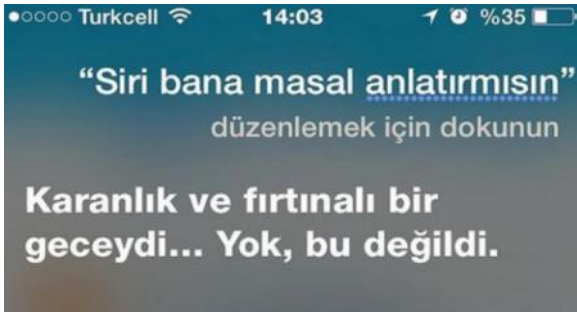 Turkcell 14:03 %35
“Siri bana masal anlatırmısın”
düzenlemek için dokunun
Karanlık ve fırtınalı bir
geceydi... Yok, bu değildi.